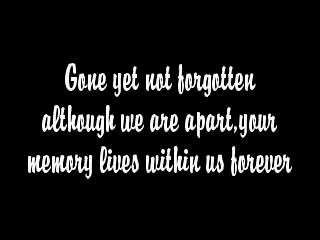 Gone yet not forgotten
although we are apart,your
memory lives within us forever